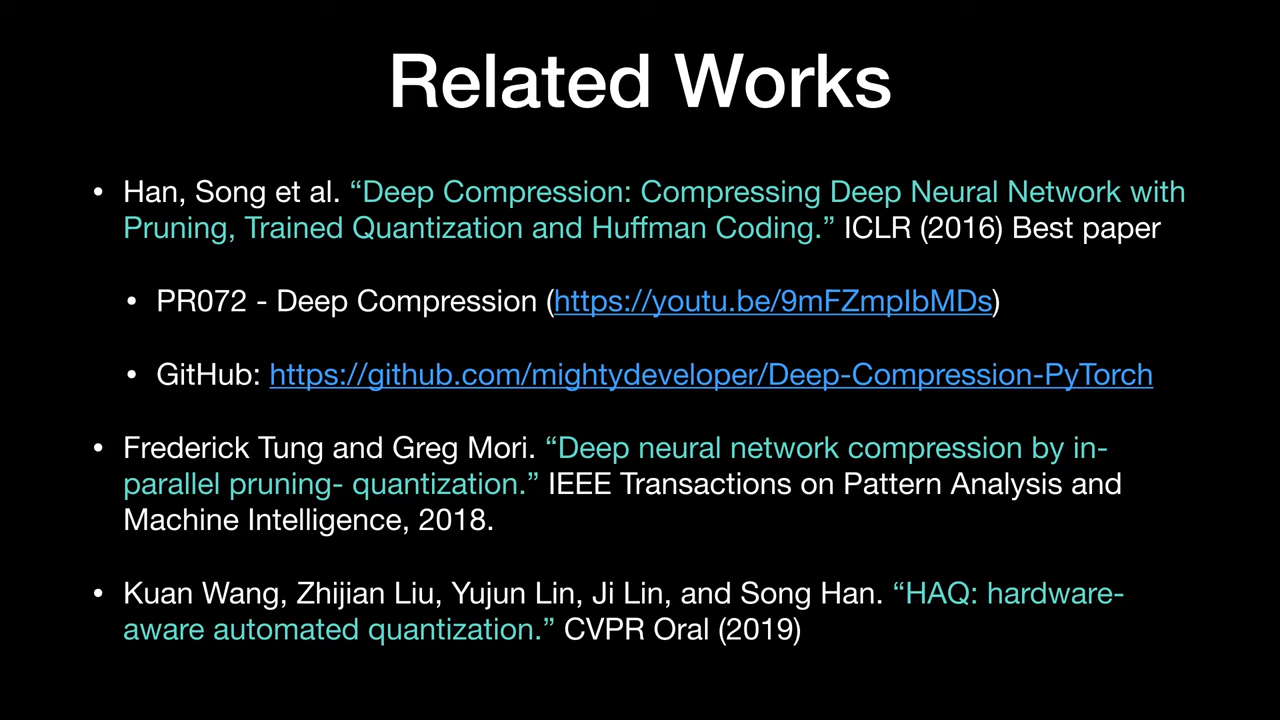 Related Works
• Han, Song et al. “Deep Compression: Compressing Deep Neural Network with
Pruning, Trained Quantization and Huffman Coding.” ICLR (2016) Best paper
• PR072 - Deep Compression (https://youtu.be/9mFZmpIbMDs)
• GitHub: https://github.com/mightydeveloper/Deep-Compression-PyTorch
• Frederick Tung and Greg Mori. “Deep neural network compression by in-
parallel pruning- quantization.” IEEE Transactions on Pattern Analysis and
Machine Intelligence, 2018.
• Kuan Wang, Zhijian Liu, Yujun Lin, Ji Lin, and Song Han. “HAQ: hardware-
aware automated quantization.” CVPR Oral (2019)